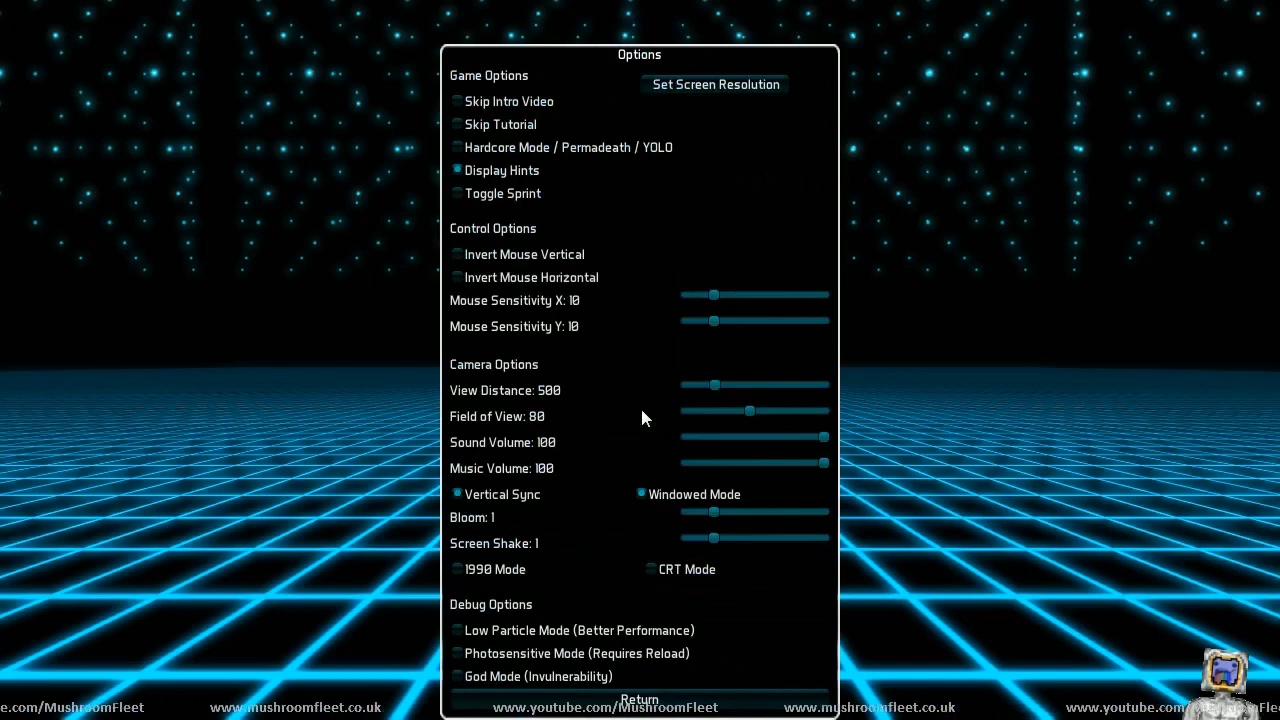 Options
Game Options
Set Screen Resolution
Skip Intro Video
Skip Tutorial
Hardcore Mode / Permadeath / YOLO
Display Hints
Toggle Sprint
Control Options
Invert Mouse Vertical
Invert Mouse Horizontal
Mouse Sensitivity X: 10
Mouse Sensitivity Y: 10
Camera Options
View Distance: 500
Field of View: 80
Sound Volume: 100
Music Volume: 100
Vertical Sync
Windowed Mode
Bloom: 1
Screen Shake: 1
1990 Mode
CRT Mode
Debug Options
Low Particle Mode (Better Performance)
Photosensitive Mode (Requires Reload)
God Mode (Invulnerability)
Return
e.com/MushroomFleet www.mushroomfleet.co.uk www.youtube.com/MushroomFleet www.mushroomfleet.co.uk